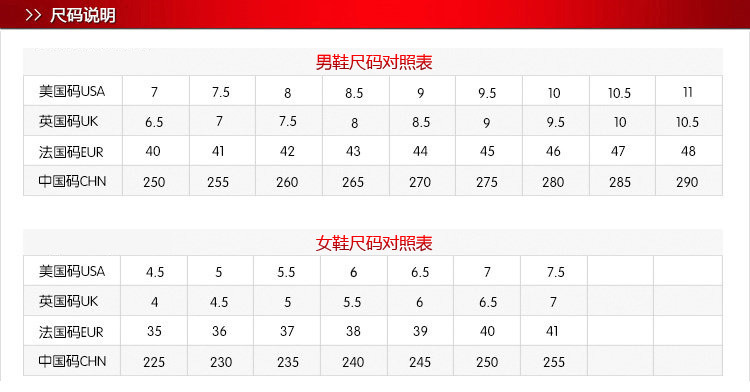 >> 尺码说明
男鞋尺码对照表
美国码USA 7 7.5 8 8.5 9 9.5 10 10.5 11
英国码UK 6.5 7 7.5 8 8.5 9 9.5 10 10.5
法国码EUR 40 41 42 43 44 45 46 47 48
中国码CHN 250 255 260 265 270 275 280 285 290
女鞋尺码对照表
美国码USA 4.5 5 5.5 6 6.5 7 7.5
英国码UK 4 4.5 5 5.5 6 6.5 7
法国码EUR 35 36 37 38 39 40 41
中国码CHN 225 230 235 240 245 250 255